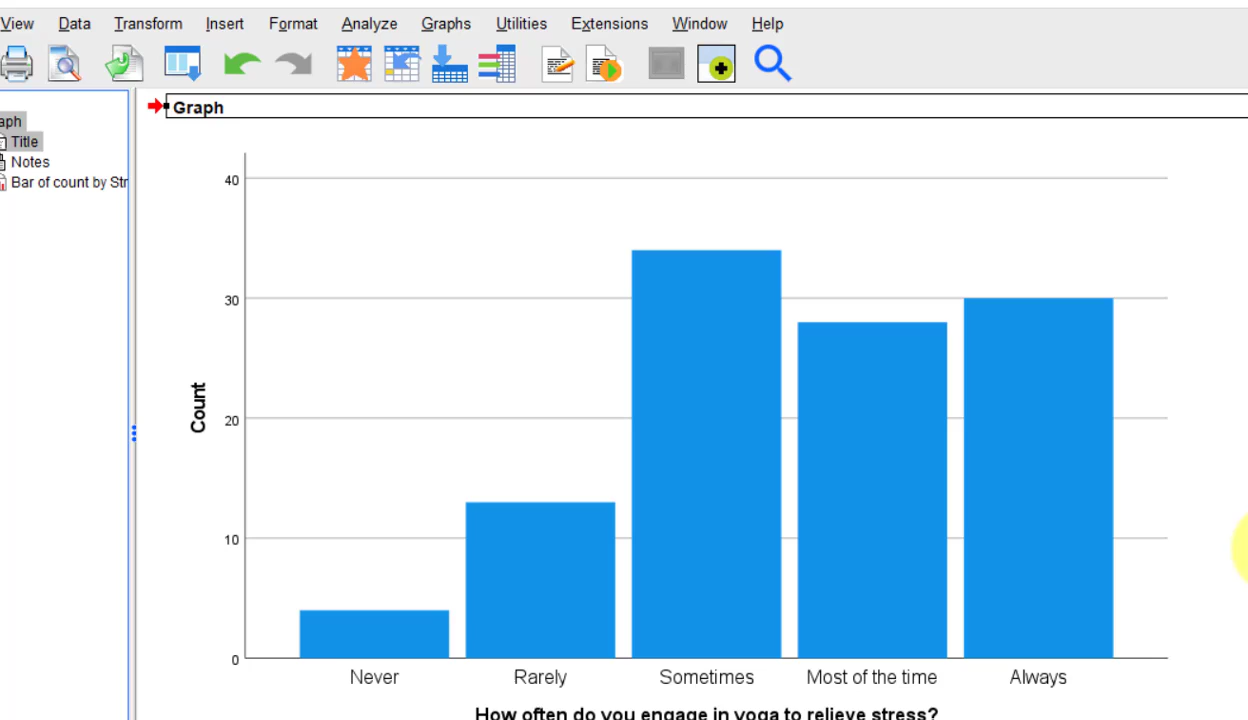 View Data Transform Insert Format Analyze Graphs Utilities Extensions Window Help
aph
Title
Notes
Bar of count by Str
Graph
40
30
20
10
0
Count
Never Rarely Sometimes Most of the time Always
How often do you engage in yoga to relieve stress?